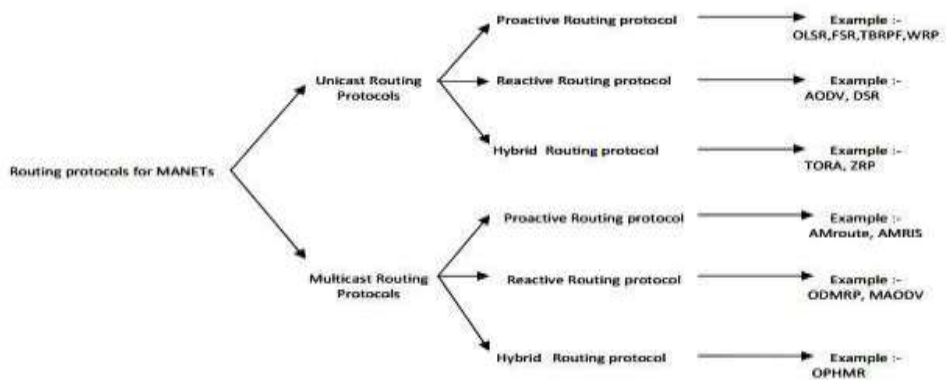 Proactive Routing protocol
Example :-
OLSR,FSR,TBRPF,WRP
Unicast Routing
Protocols
Reactive Routing protocol
Example :-
AODV, DSR
Hybrid Routing protocol
Example :-
TORA, ZRP
Routing protocols for MANETs
Proactive Routing protocol
Example :-
AMroute, AMRIS
Multicast Routing
Protocols
Reactive Routing protocol
Example :-
ODMRP, MAODV
Hybrid Routing protocol
Example :-
OPHMR